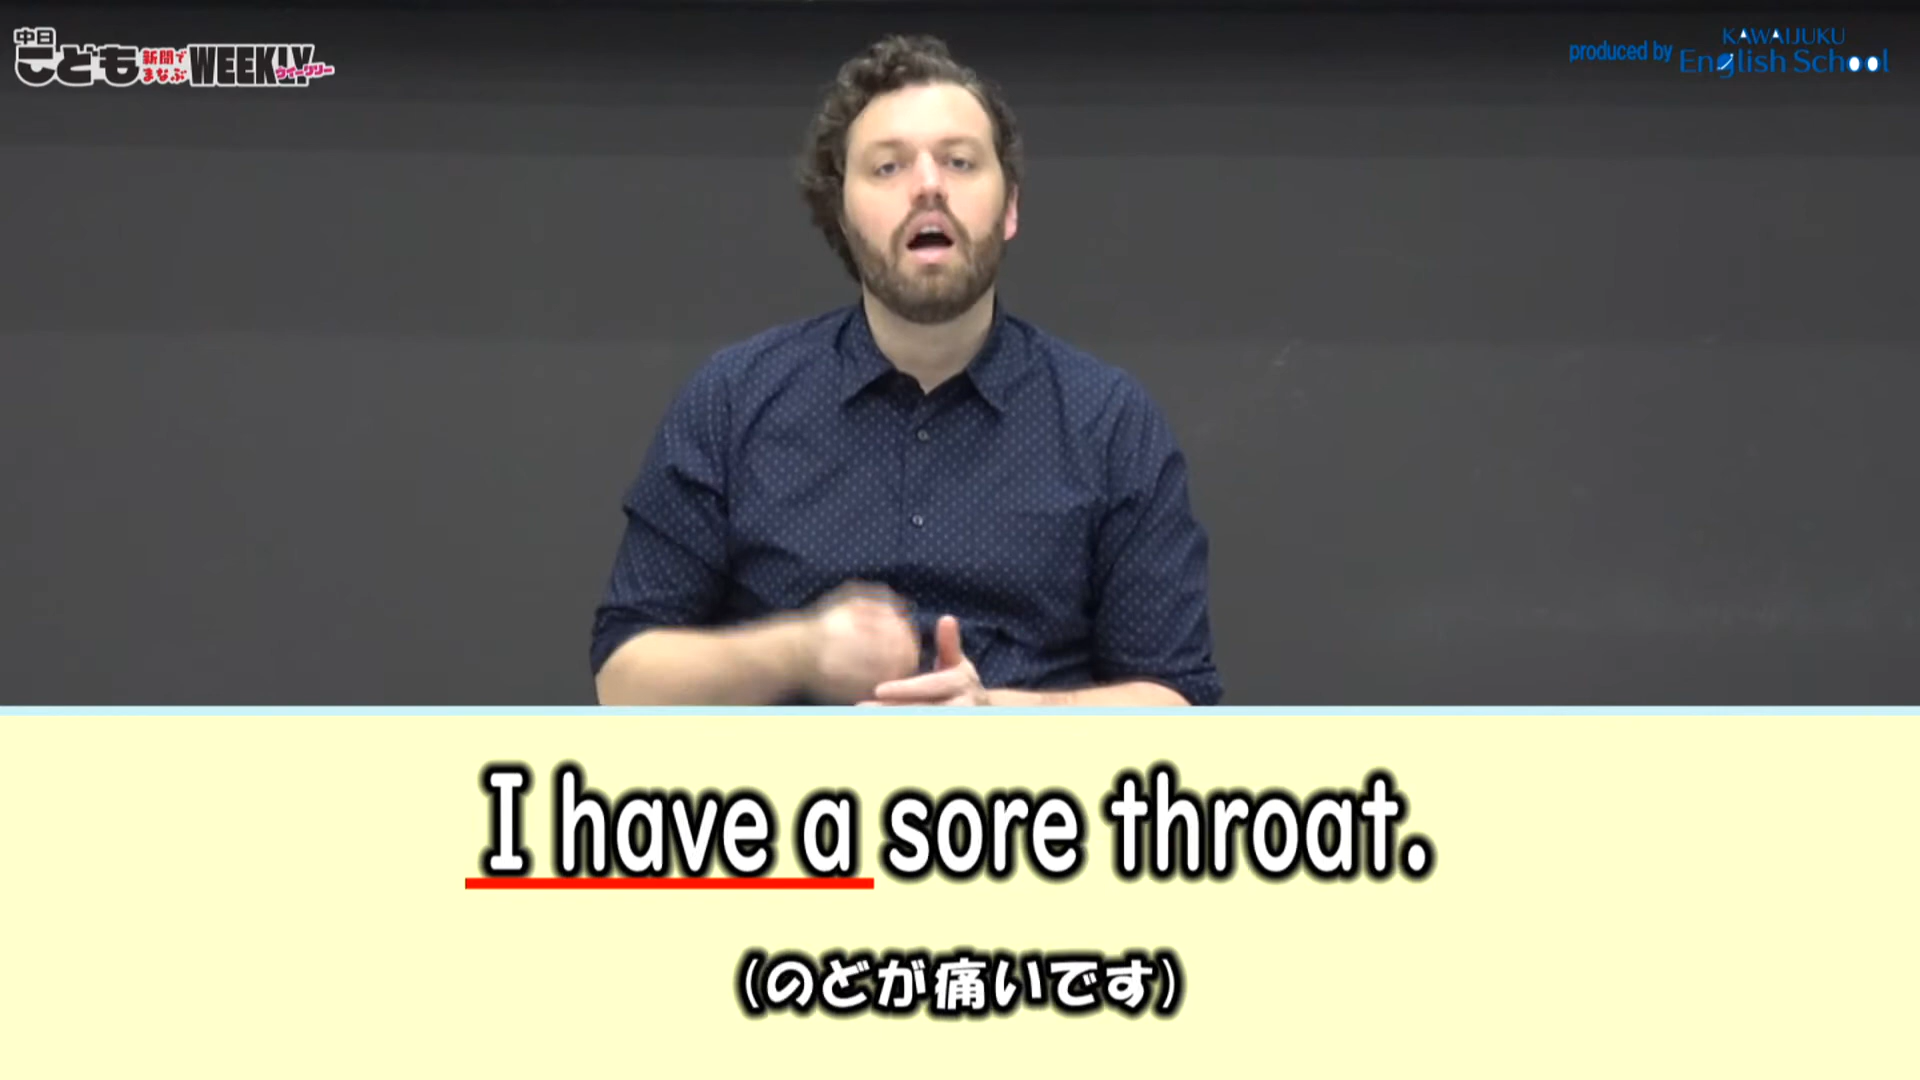 中日
こども 新聞で まなぶ WEEKLY ウィークリー
produced by KAWAIJUKU English School
I have a sore throat.
(のどが痛いです)